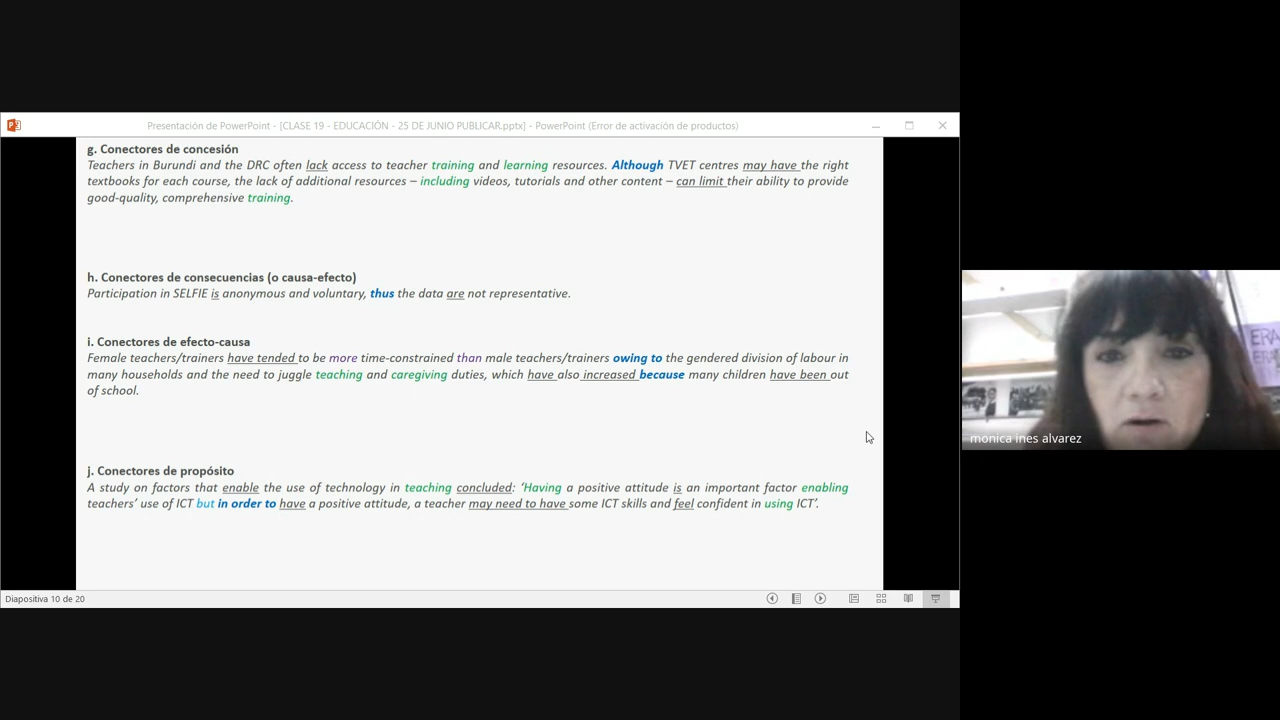 Presentación de PowerPoint - [CLASE 19 - EDUCACIÓN - 25 DE JUNIO PUBLICAR.pptx] - PowerPoint (Error de activación de productos)
g. Conectores de concesión
Teachers in Burundi and the DRC often lack access to teacher training and learning resources. Although TVET centres may have the right
textbooks for each course, the lack of additional resources – including videos, tutorials and other content – can limit their ability to provide
good-quality, comprehensive training.
h. Conectores de consecuencias (o causa-efecto)
Participation in SELFIE is anonymous and voluntary, thus the data are not representative.
i. Conectores de efecto-causa
Female teachers/trainers have tended to be more time-constrained than male teachers/trainers owing to the gendered division of labour in
many households and the need to juggle teaching and caregiving duties, which have also increased because many children have been out
of school.
j. Conectores de propósito
A study on factors that enable the use of technology in teaching concluded: ‘Having a positive attitude is an important factor enabling
teachers’ use of ICT but in order to have a positive attitude, a teacher may need to have some ICT skills and feel confident in using ICT’.
Diapositiva 10 de 20
monica ines alvarez